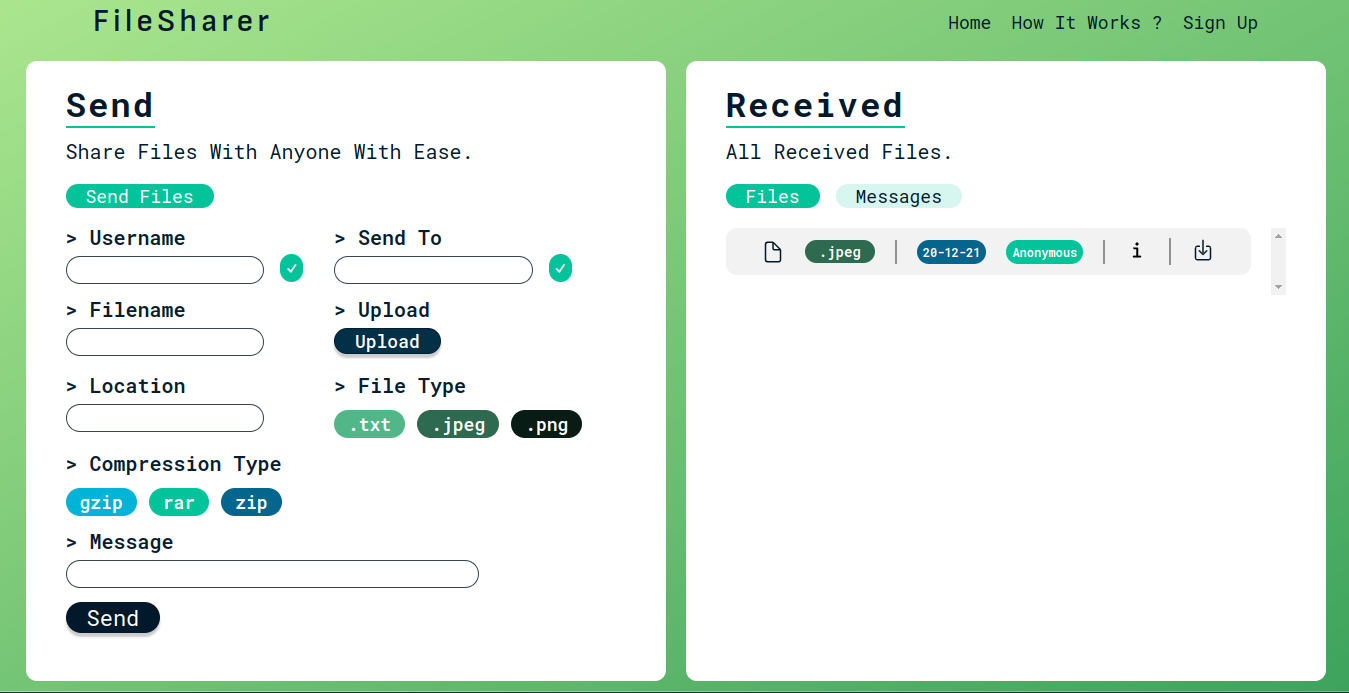 FileSharer
Home How It Works ? Sign Up
Send
Share Files With Anyone With Ease.
Send Files
> Username
> Send To
> Filename
> Upload
Upload
> Location
> File Type
.txt .jpeg .png
> Compression Type
gzip rar zip
> Message
Send
Received
All Received Files.
Files Messages
.jpeg 20-12-21 Anonymous i